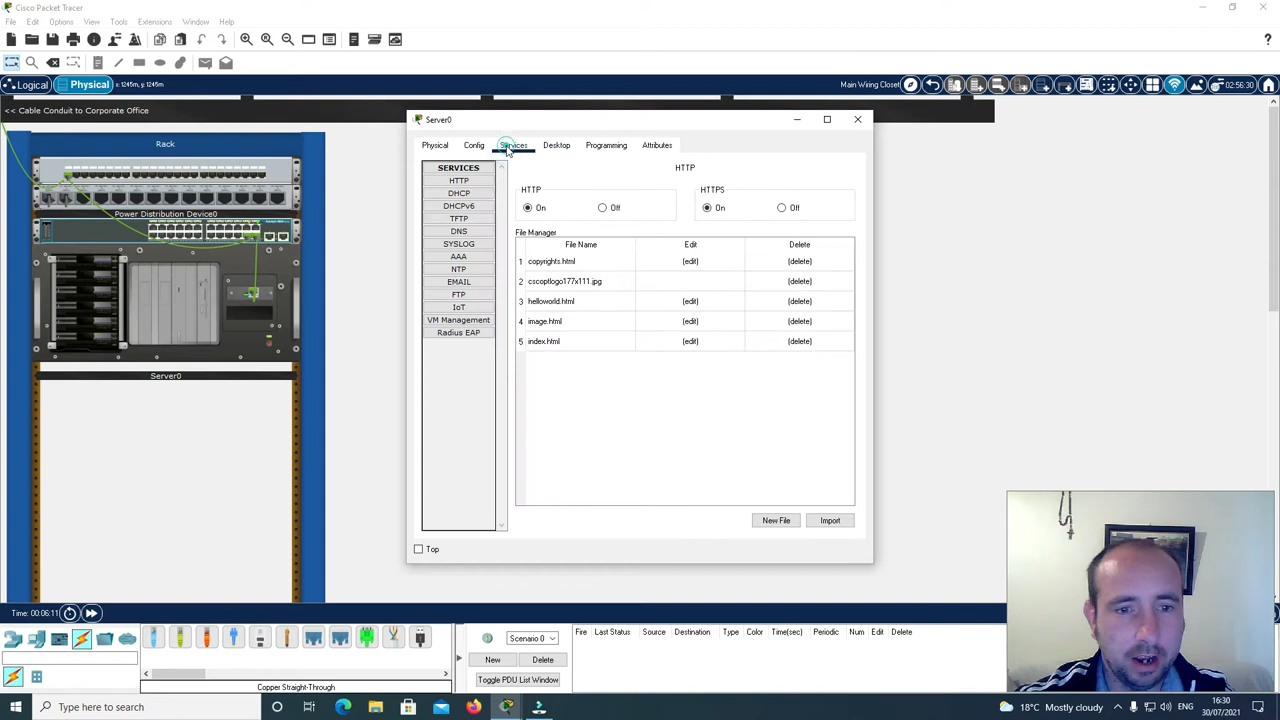 Cisco Packet Tracer
File Edit Options View Tools Extensions Window Help
Logical Physical x: 1245m, y: 1245m Main Wiring Closet 02:56:30
<< Cable Conduit to Corporate Office
Rack
Power Distribution Device0
Server0
Server0
Physical Config Services Desktop Programming Attributes
SERVICES
HTTP
DHCP
DHCPv6
TFTP
DNS
SYSLOG
AAA
NTP
EMAIL
FTP
IoT
VM Management
Radius EAP
HTTP
HTTP
On Off
HTTPS
On Off
File Manager
File Name Edit Delete
1 copyrights.html (edit) (delete)
2 cscoptlogo177x111.jpg (delete)
3 helloworld.html (edit) (delete)
4 image.html (edit) (delete)
5 index.html (edit) (delete)
New File Import
Top
Time: 00:06:11
Scenario 0
New Delete
Toggle PDU List Window
Fire Last Status Source Destination Type Color Time(sec) Periodic Num Edit Delete
Copper Straight-Through
Type here to search
18°C Mostly cloudy
16:30
30/07/2021